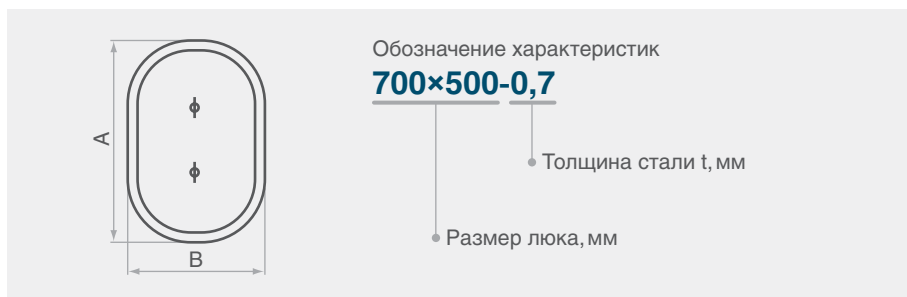 Обозначение характеристик
700×500-0,7
Толщина стали t, мм
Размер люка, мм
A
B